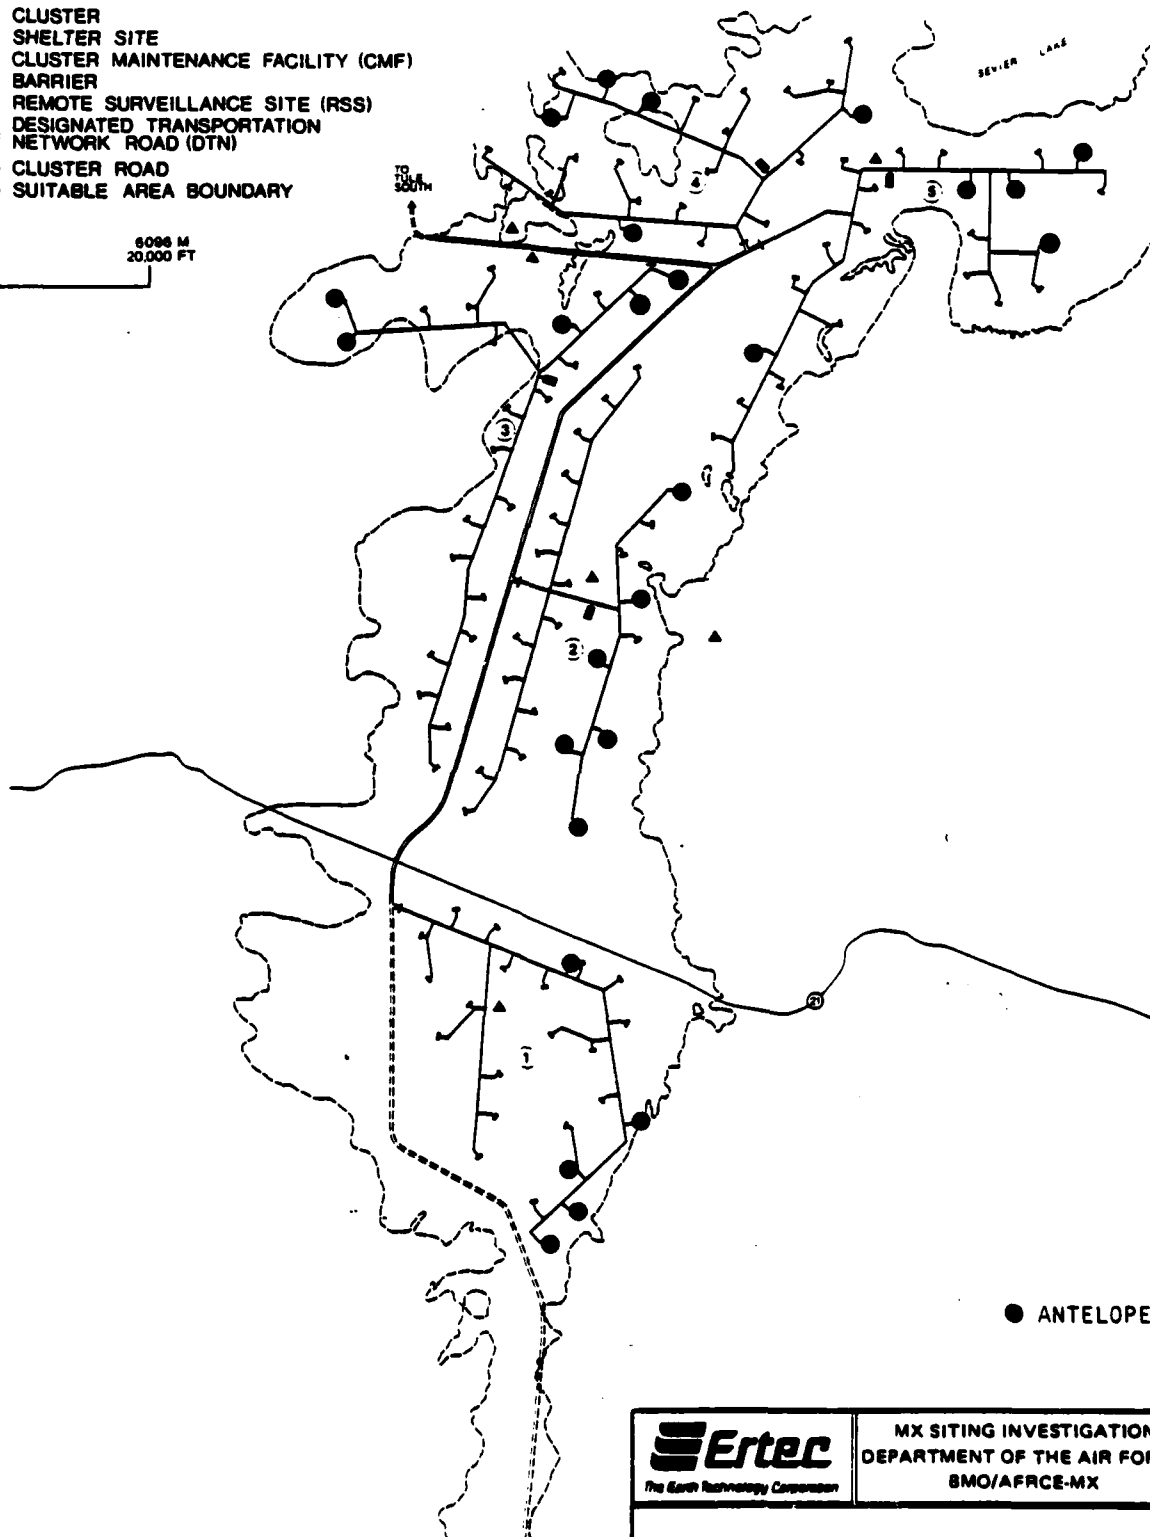 CLUSTER
SHELTER SITE
CLUSTER MAINTENANCE FACILITY (CMF)
BARRIER
REMOTE SURVEILLANCE SITE (RSS)
DESIGNATED TRANSPORTATION
NETWORK ROAD (DTN)
CLUSTER ROAD
SUITABLE AREA BOUNDARY
6096 M
20,000 FT
TO
TULE
SOUTH
SEVIER LAKE
4
5
3
2
21
1
ANTELOPE
Ertec
The Earth Technology Corporation
MX SITING INVESTIGATION
DEPARTMENT OF THE AIR FOR
BMO/AFRCE-MX